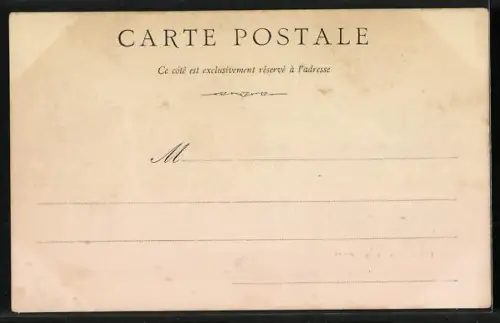 CARTE POSTALE
Ce côté est exclusivement réservé à l'adresse
M